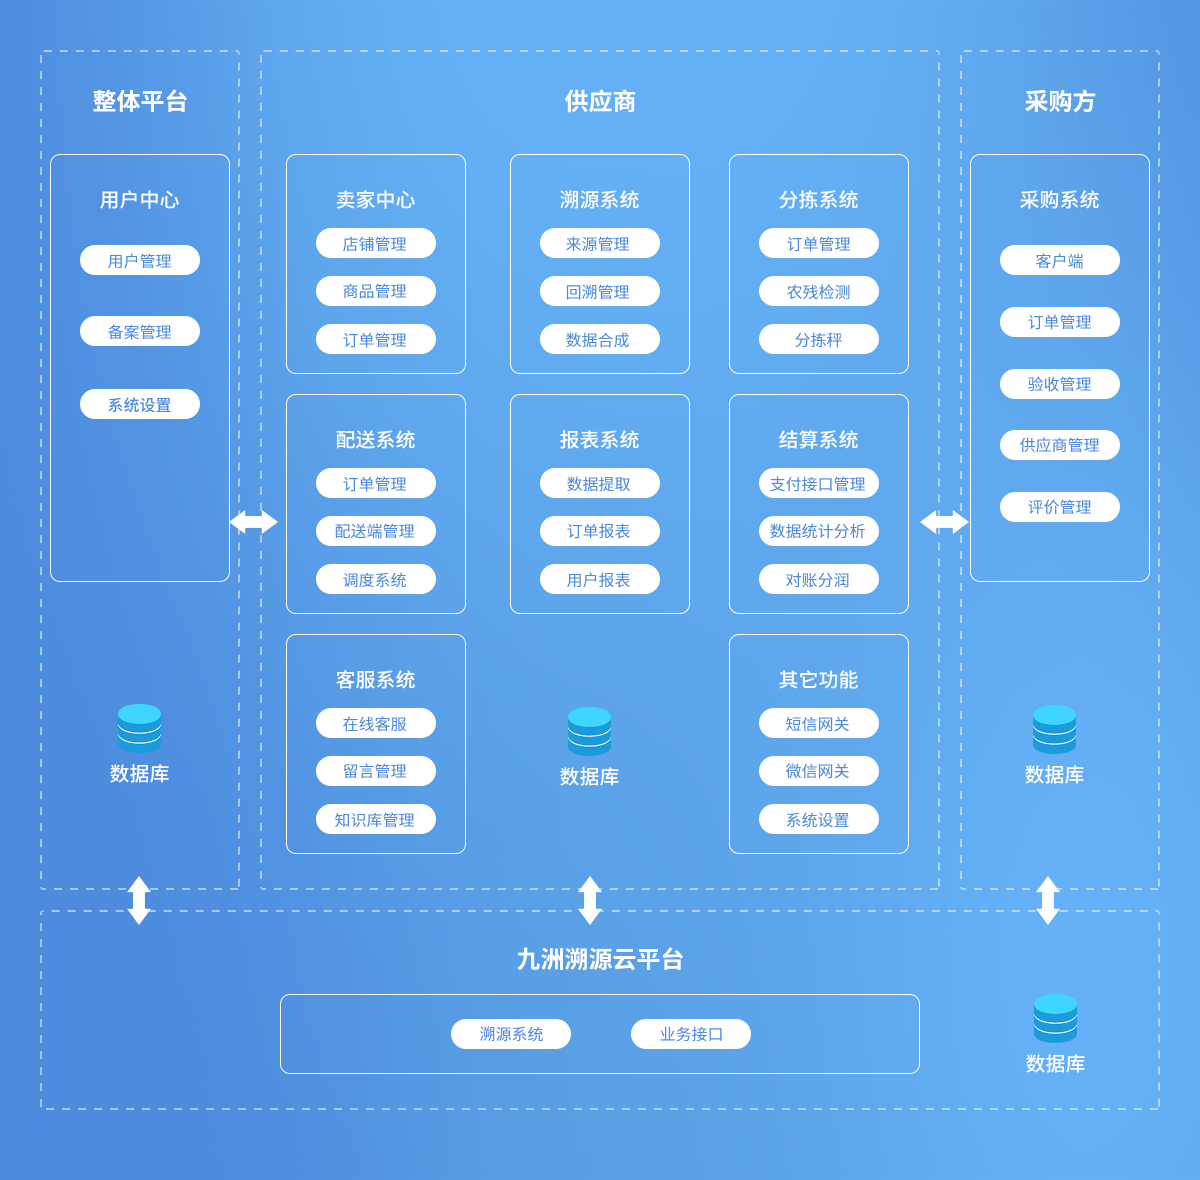 整体平台
用户中心
用户管理
备案管理
系统设置
数据库
供应商
卖家中心
店铺管理
商品管理
订单管理
溯源系统
来源管理
回溯管理
数据合成
分拣系统
订单管理
农残检测
分拣秤
配送系统
订单管理
配送端管理
调度系统
报表系统
数据提取
订单报表
用户报表
结算系统
支付接口管理
数据统计分析
对账分润
客服系统
在线客服
留言管理
知识库管理
数据库
其它功能
短信网关
微信网关
系统设置
采购方
采购系统
客户端
订单管理
验收管理
供应商管理
评价管理
数据库
九洲溯源云平台
溯源系统
业务接口
数据库